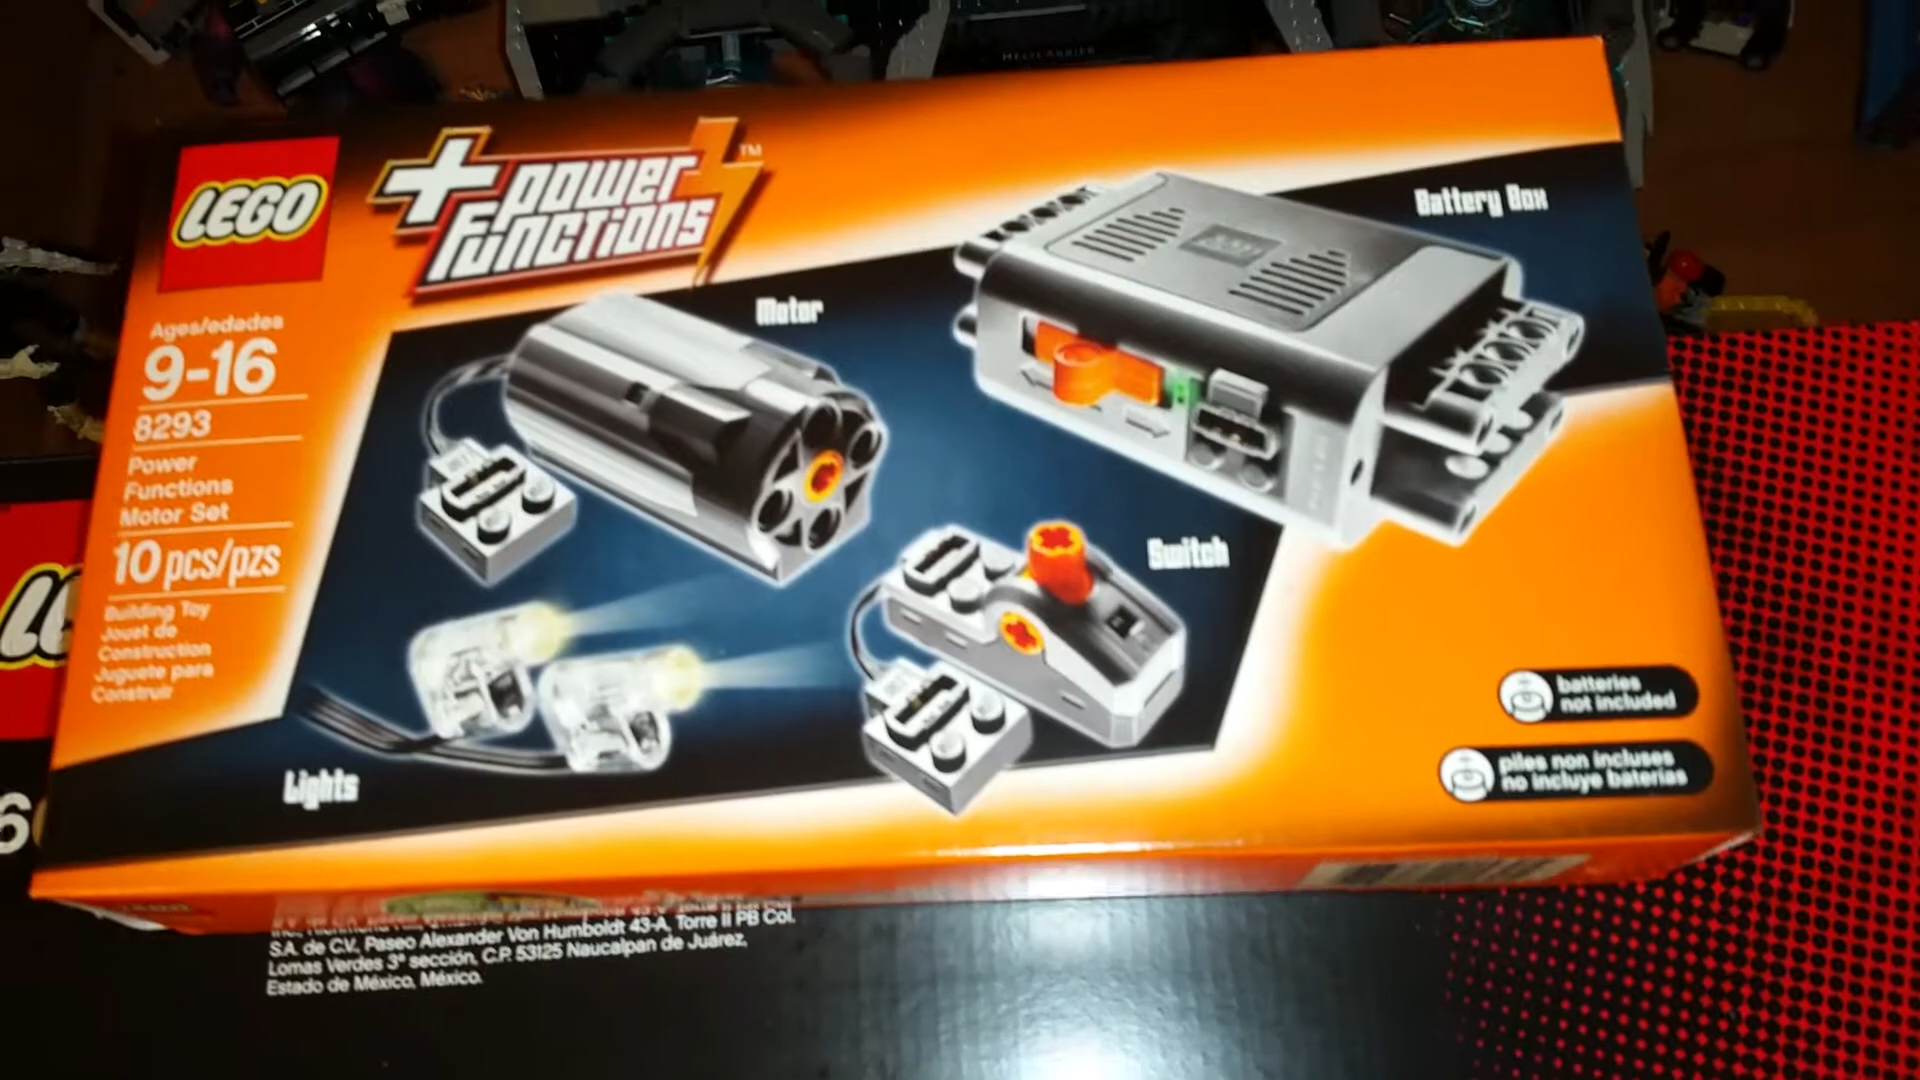 HELICARRIER
LEGO
power
functions
TM
Ages/edades
9-16
8293
Power
Functions
Motor Set
10 pcs/pzs
Building Toy
Jouet de
Construction
Juguete para
Construir
Motor
Battery Box
Switch
Lights
batteries
not included
piles non incluses
no incluye baterías
S.A. de C.V., Paseo Alexander Von Humboldt 43-A, Torre II PB Col.
Lomas Verdes 3ª sección, C.P. 53125 Naucalpan de Juárez,
Estado de México, México.